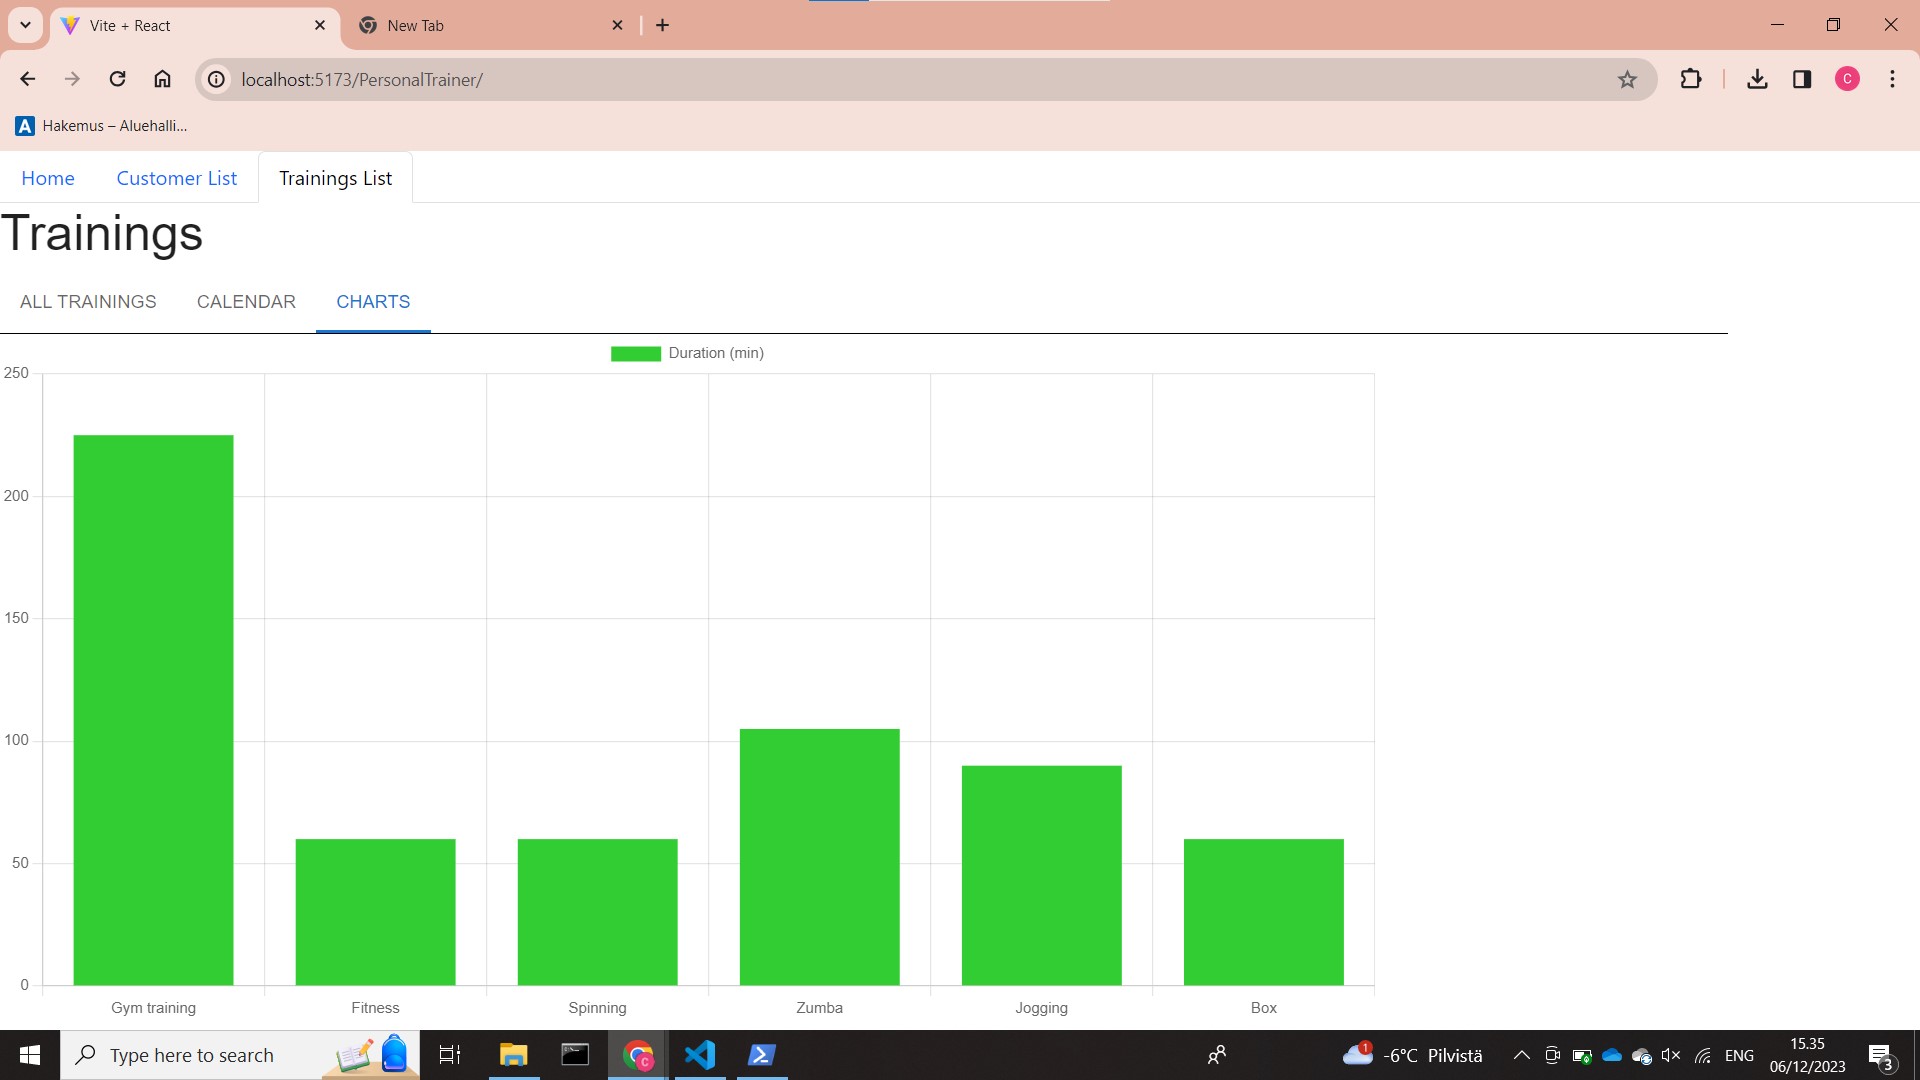 Vite + React
New Tab
localhost:5173/PersonalTrainer/
C
A Hakemus – Aluehalli...
Home Customer List Trainings List
Trainings
ALL TRAININGS CALENDAR CHARTS
Duration (min)
250
200
150
100
50
0
Gym training Fitness Spinning Zumba Jogging Box
Type here to search
C
1
-6°C Pilvistä
ENG
15.35
06/12/2023
3